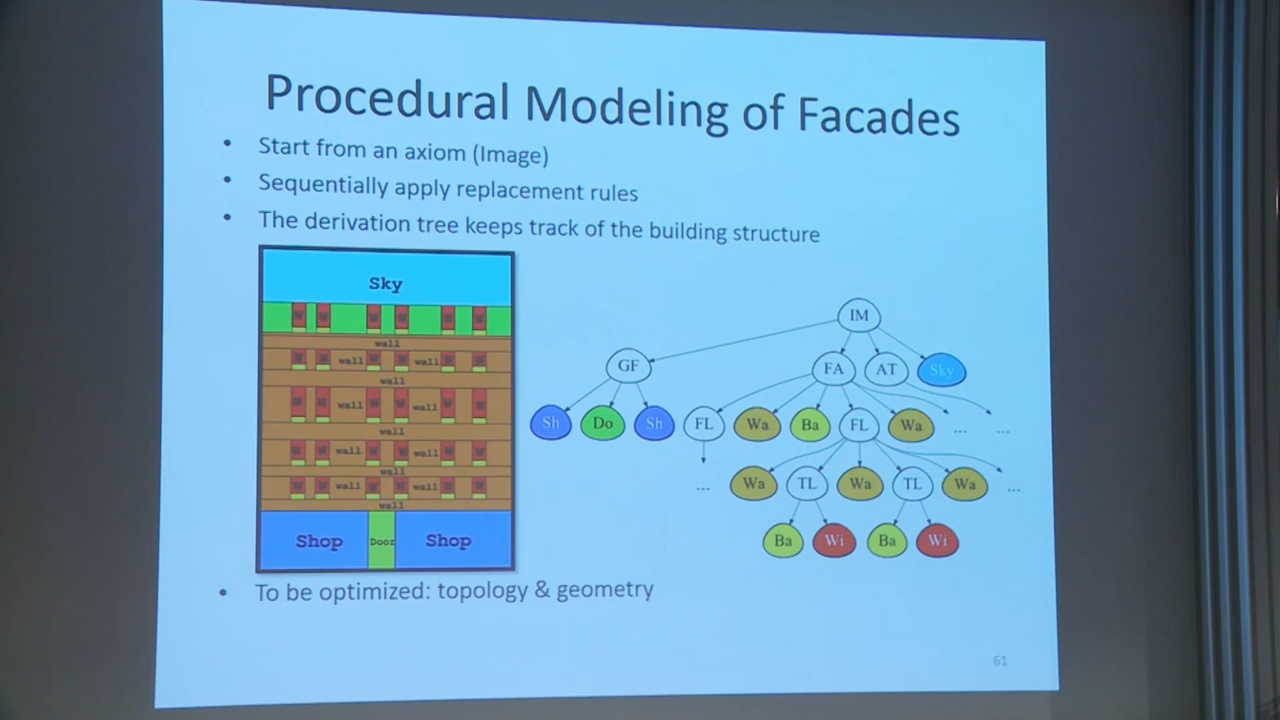 Procedural Modeling of Facades
• Start from an axiom (Image)
• Sequentially apply replacement rules
• The derivation tree keeps track of the building structure
Sky
wall
wall wall
wall
wall wall
wall
wall wall
wall
wall wall
wall
Shop Door Shop
IM
GF FA AT Sky
Sh Do Sh FL Wa Ba FL Wa ... ...
... Wa TL Wa TL Wa ...
Ba Wi Ba Wi
• To be optimized: topology & geometry
61